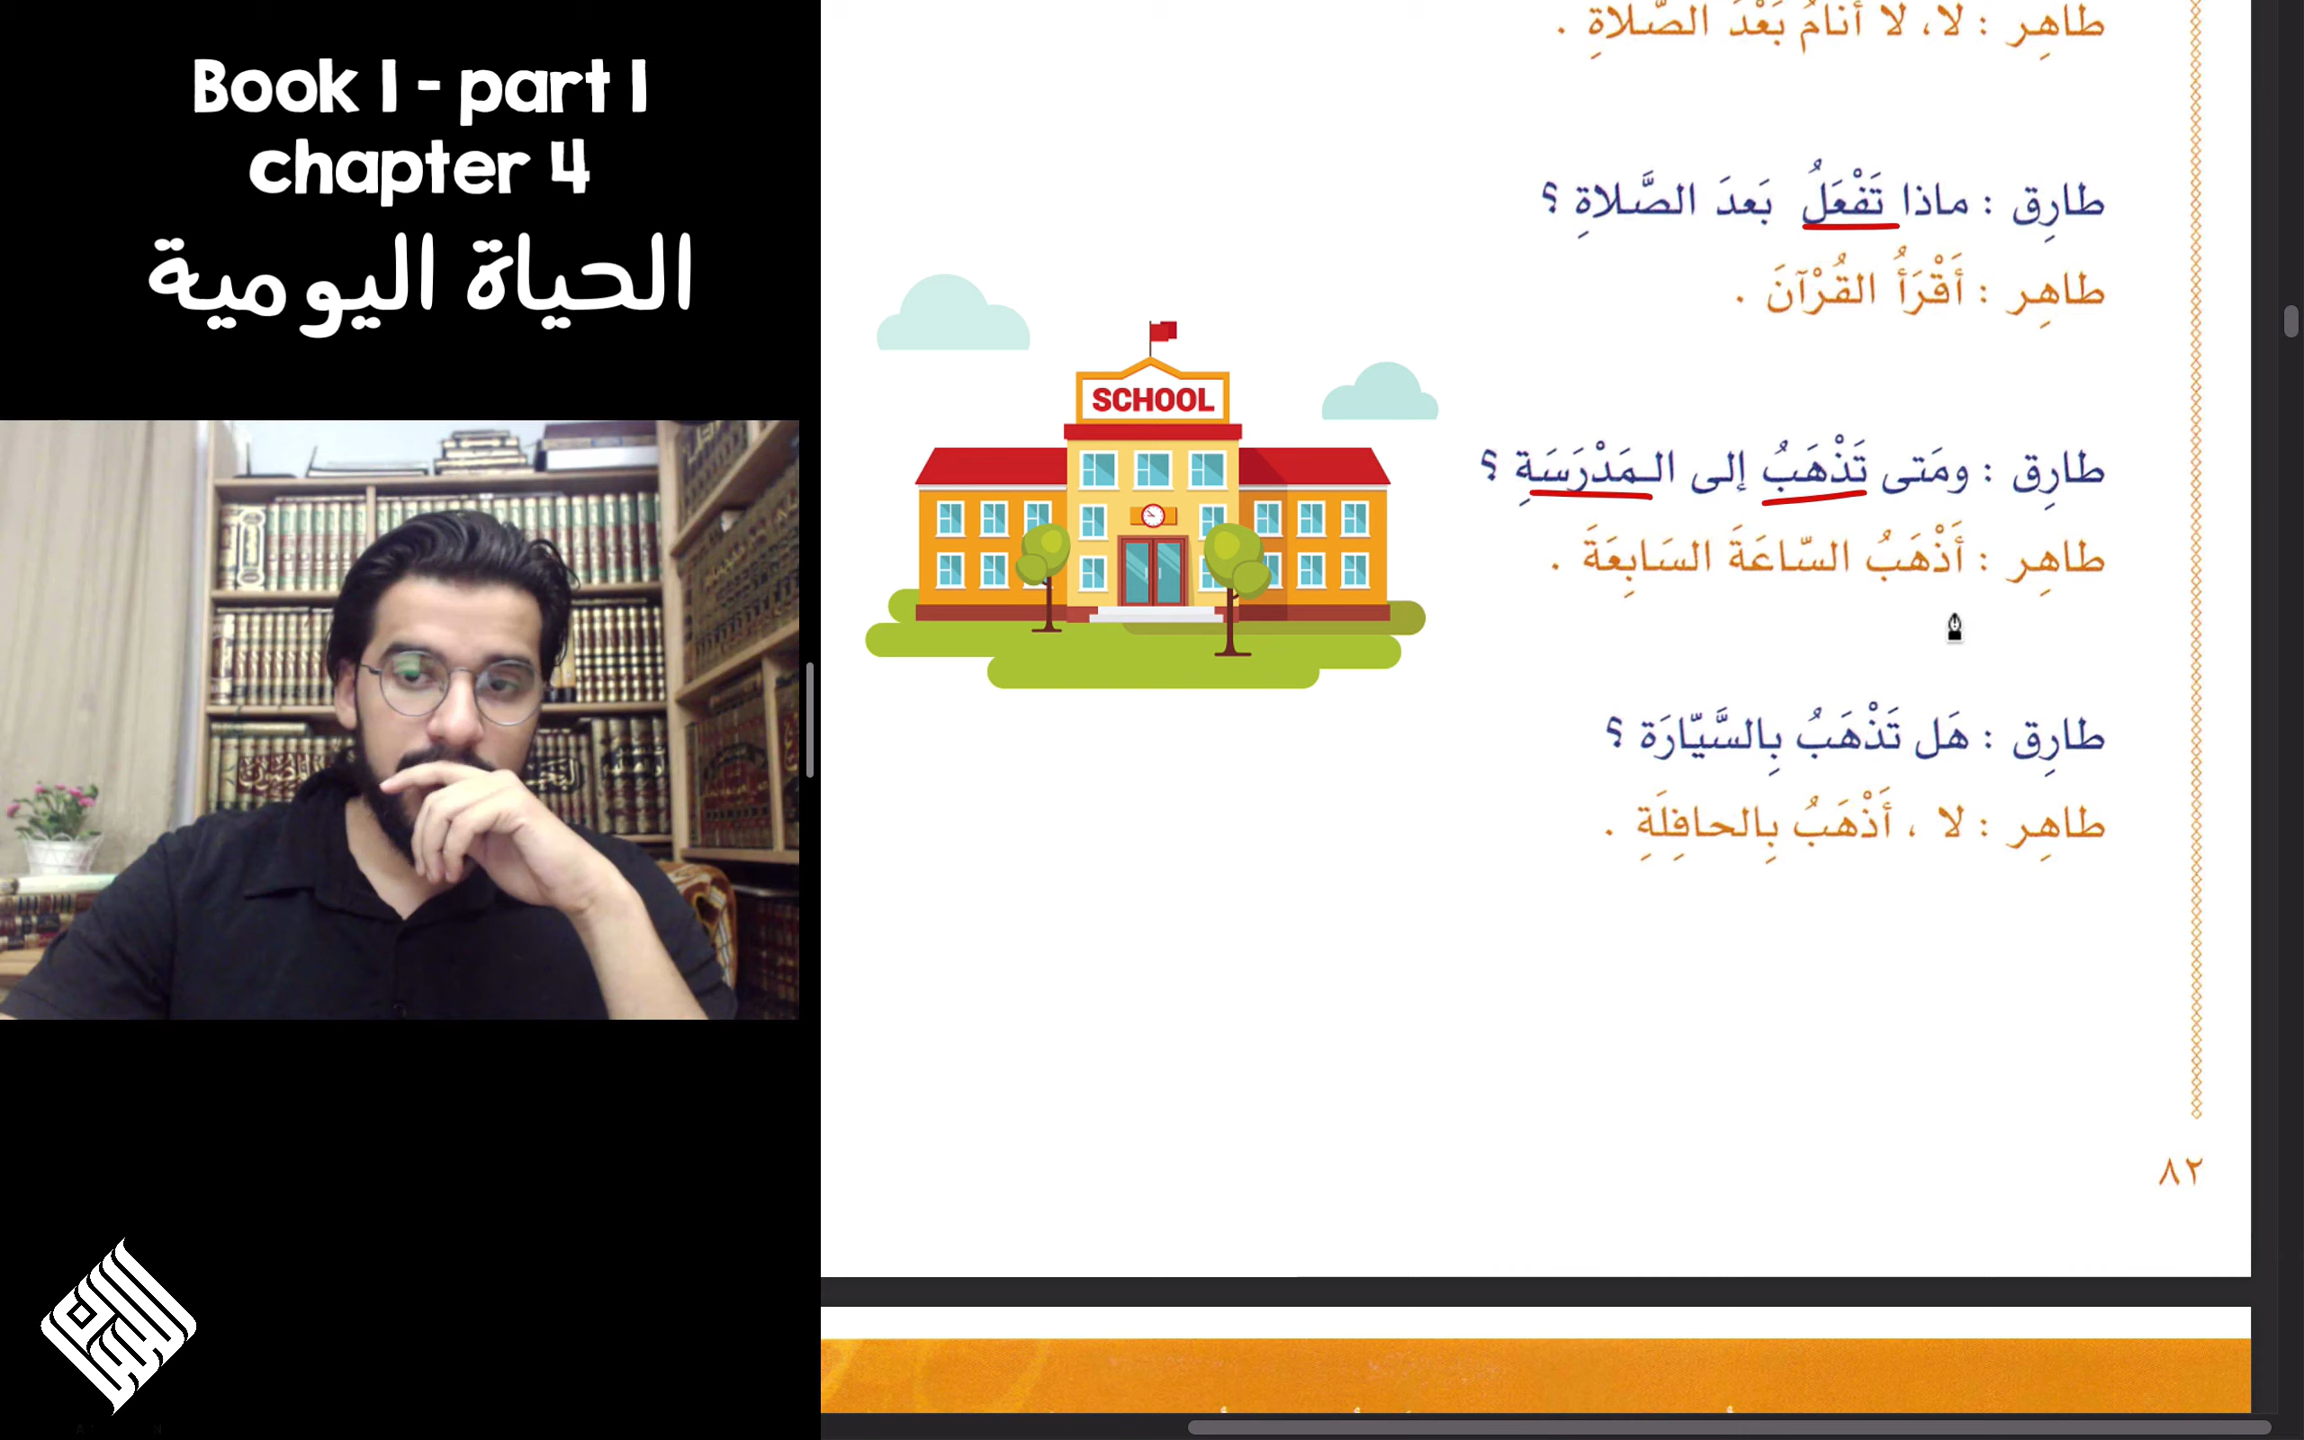 Book 1 - part 1
chapter 4
الحياة اليومية
طاهِر : لا، لا أنامُ بَعْدَ الصَّلاةِ .
طارِق : ماذا تَفْعَلُ بَعدَ الصَّلاةِ ؟
طاهِر : أَقْرَأُ القُرْآنَ .
SCHOOL
طارِق : ومَتى تَذْهَبُ إلى الـمَدْرَسَةِ ؟
طاهِر : أَذْهَبُ السّاعَةَ السَابِعَةَ .
طارِق : هَل تَذْهَبُ بِالسَّيّارَة ؟
طاهِر : لا ، أَذْهَبُ بِالحافِلَةِ .
٨٢